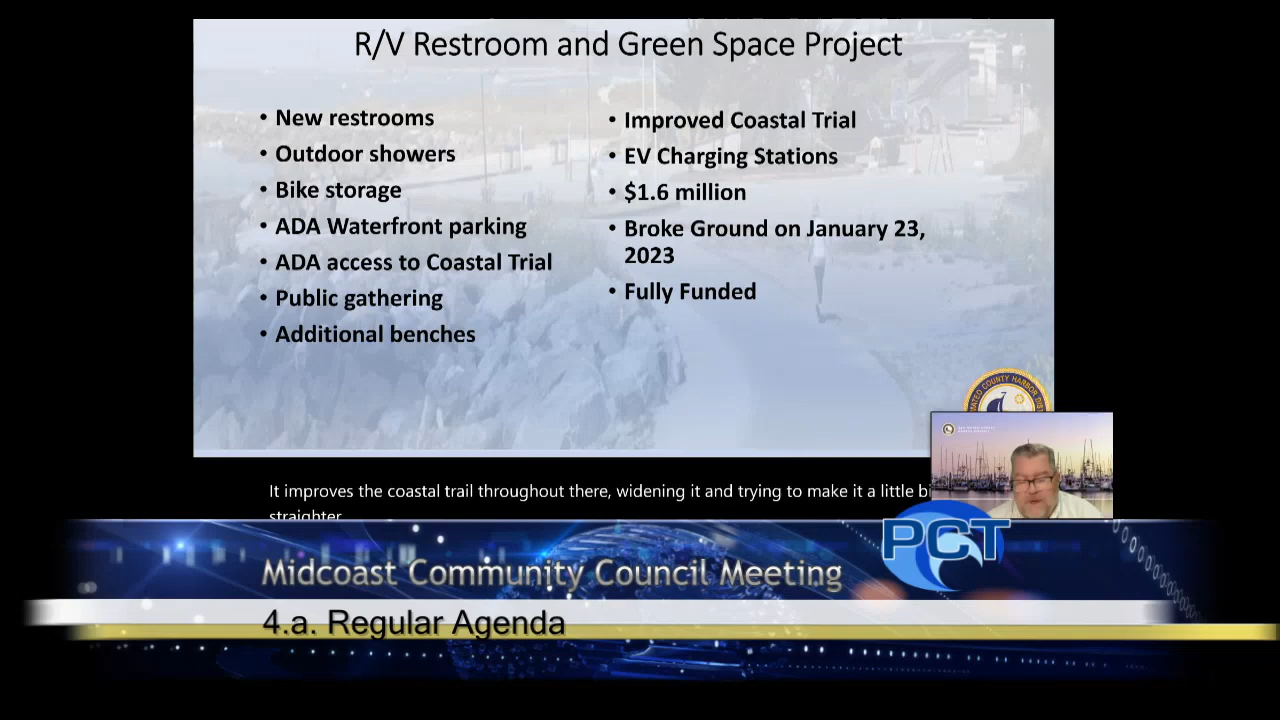 R/V Restroom and Green Space Project
• New restrooms
• Outdoor showers
• Bike storage
• ADA Waterfront parking
• ADA access to Coastal Trial
• Public gathering
• Additional benches
• Improved Coastal Trial
• EV Charging Stations
• $1.6 million
• Broke Ground on January 23,
2023
• Fully Funded
COUNTY HARBOR
It improves the coastal trail throughout there, widening it and trying to make it a little
straighter
PCT
Midcoast Community Council Meeting
4.a. Regular Agenda